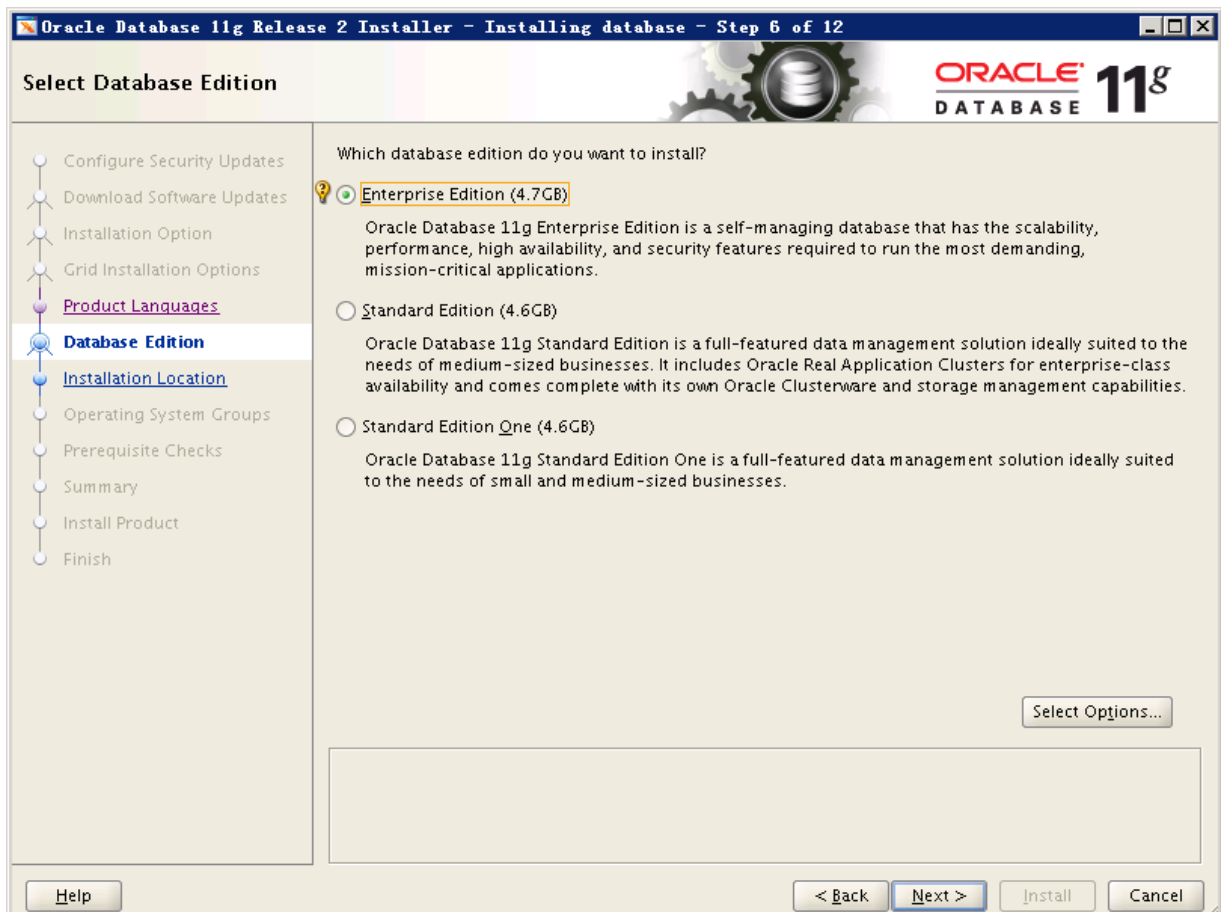 Oracle Database 11g Release 2 Installer - Installing database - Step 6 of 12
Select Database Edition
ORACLE
DATABASE
11g
Configure Security Updates
Download Software Updates
Installation Option
Grid Installation Options
Product Languages
Database Edition
Installation Location
Operating System Groups
Prerequisite Checks
Summary
Install Product
Finish
Which database edition do you want to install?
Enterprise Edition (4.7GB)
Oracle Database 11g Enterprise Edition is a self-managing database that has the scalability,
performance, high availability, and security features required to run the most demanding,
mission-critical applications.
Standard Edition (4.6GB)
Oracle Database 11g Standard Edition is a full-featured data management solution ideally suited to the
needs of medium-sized businesses. It includes Oracle Real Application Clusters for enterprise-class
availability and comes complete with its own Oracle Clusterware and storage management capabilities.
Standard Edition One (4.6GB)
Oracle Database 11g Standard Edition One is a full-featured data management solution ideally suited
to the needs of small and medium-sized businesses.
Select Options...
Help
< Back
Next >
Install
Cancel